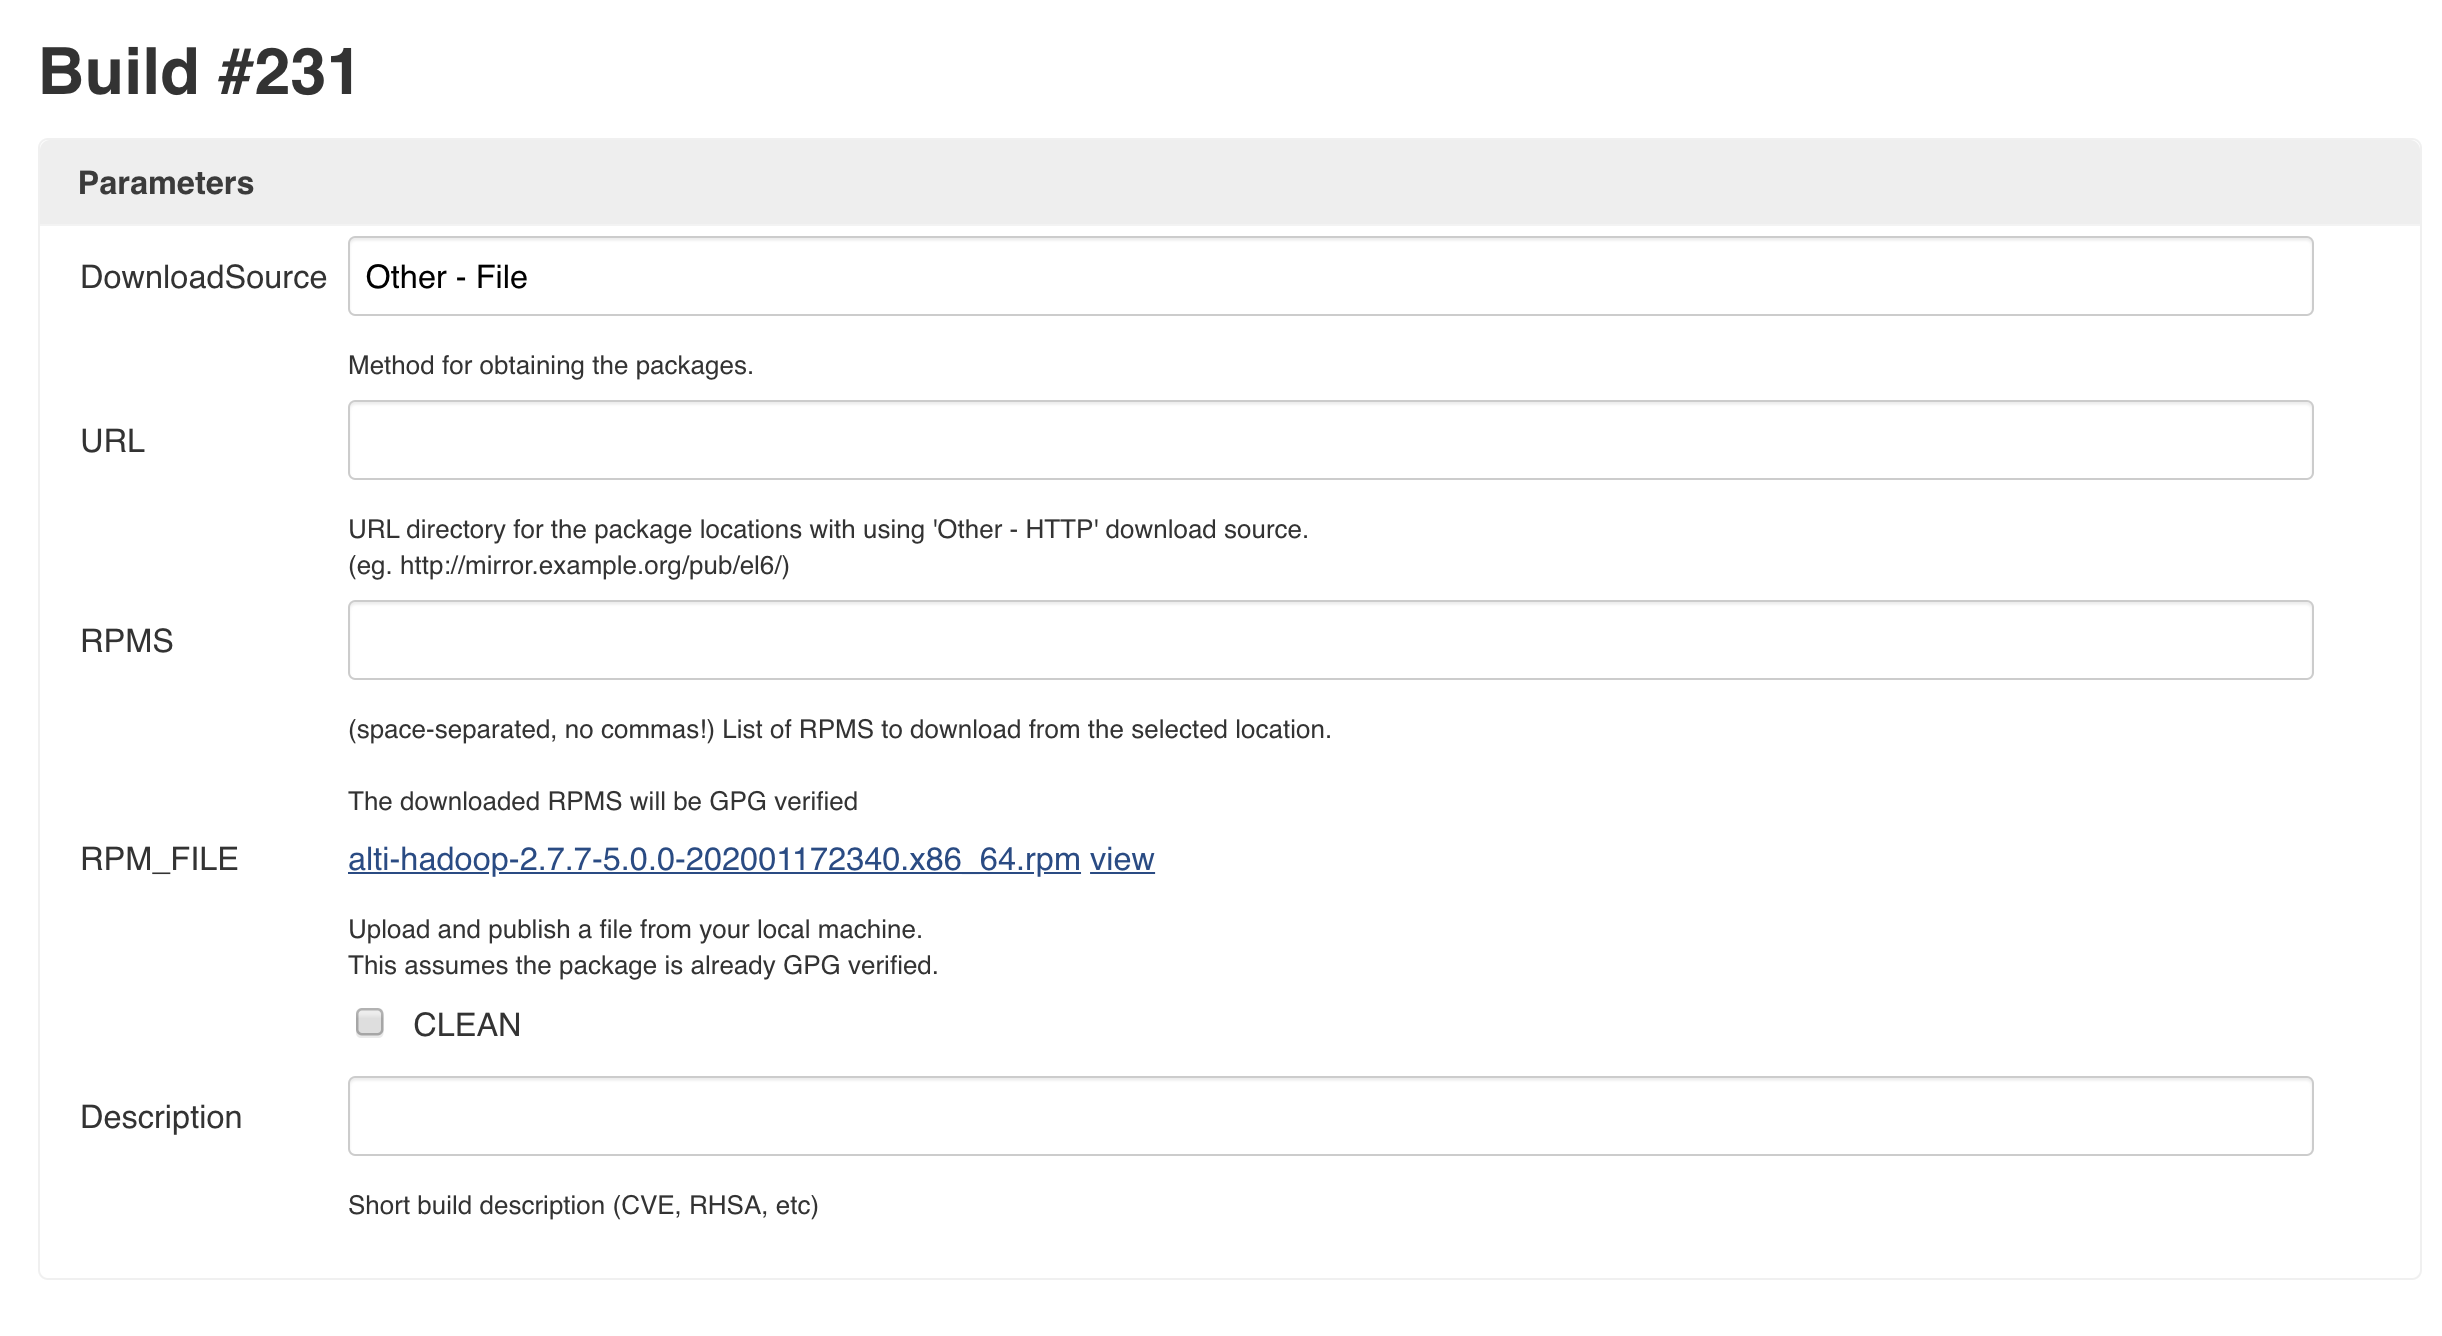 Build #231
Parameters
DownloadSource Other - File
Method for obtaining the packages.
URL
URL directory for the package locations with using 'Other - HTTP' download source.
(eg. http://mirror.example.org/pub/el6/)
RPMS
(space-separated, no commas!) List of RPMS to download from the selected location.
The downloaded RPMS will be GPG verified
RPM_FILE alti-hadoop-2.7.7-5.0.0-202001172340.x86_64.rpm view
Upload and publish a file from your local machine.
This assumes the package is already GPG verified.
CLEAN
Description
Short build description (CVE, RHSA, etc)